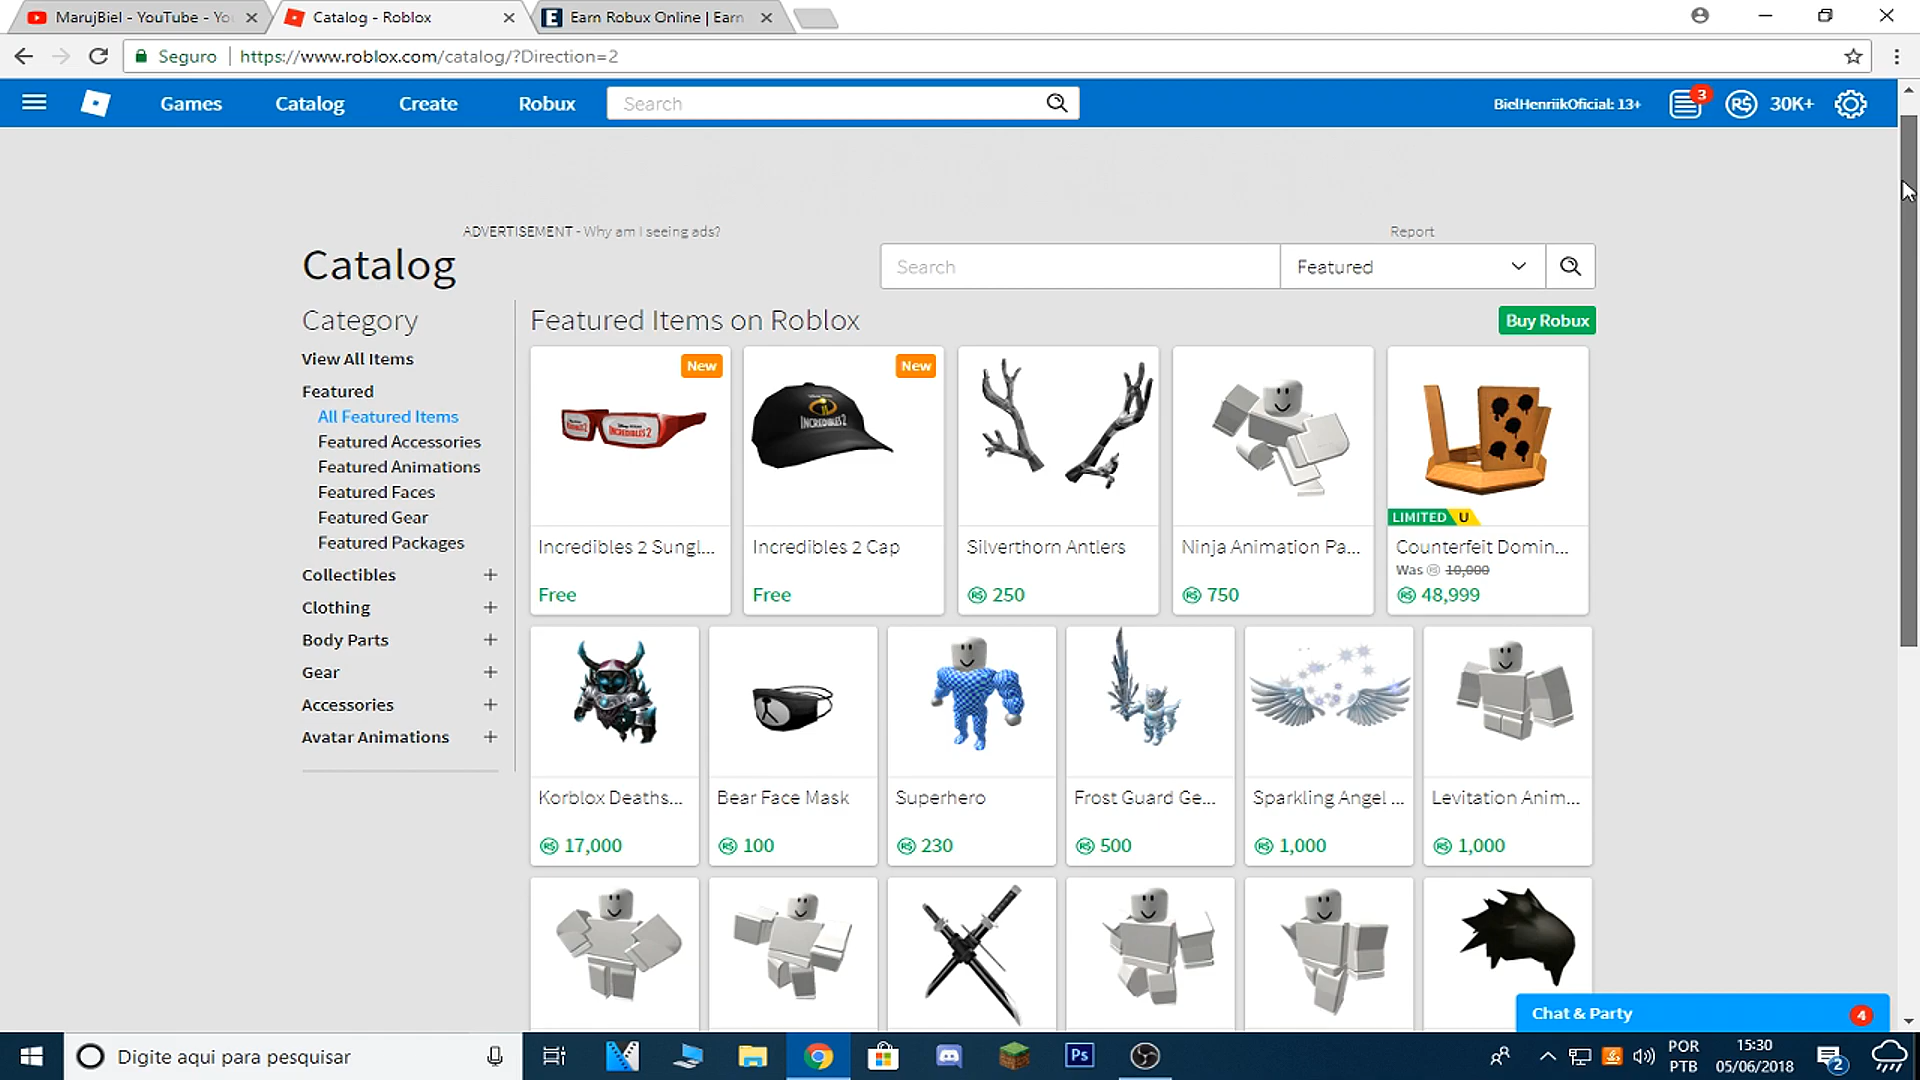 MarujBiel - YouTube - Yo
Catalog - Roblox
Earn Robux Online | Earn
Seguro
https://www.roblox.com/catalog/?Direction=2
Games
Catalog
Create
Robux
Search
BielHenriikOficial: 13+
3
30K+
ADVERTISEMENT - Why am I seeing ads?
Report
Catalog
Search
Featured
Category
Featured Items on Roblox
Buy Robux
View All Items
Featured
All Featured Items
Featured Accessories
Featured Animations
Featured Faces
Featured Gear
Featured Packages
Collectibles
Clothing
Body Parts
Gear
Accessories
Avatar Animations
New
INCREDIBLES 2
Incredibles 2 Sungl...
Free
New
INCREDIBLES 2
Incredibles 2 Cap
Free
Silverthorn Antlers
R$ 250
Ninja Animation Pa...
R$ 750
LIMITED U
Counterfeit Domin...
Was R$ 10,000
R$ 48,999
Korblox Deaths...
R$ 17,000
Bear Face Mask
R$ 100
Superhero
R$ 230
Frost Guard Ge...
R$ 500
Sparkling Angel ...
R$ 1,000
Levitation Anim...
R$ 1,000
Chat & Party
4
Digite aqui para pesquisar
Ps
POR
PTB
15:30
05/06/2018
2